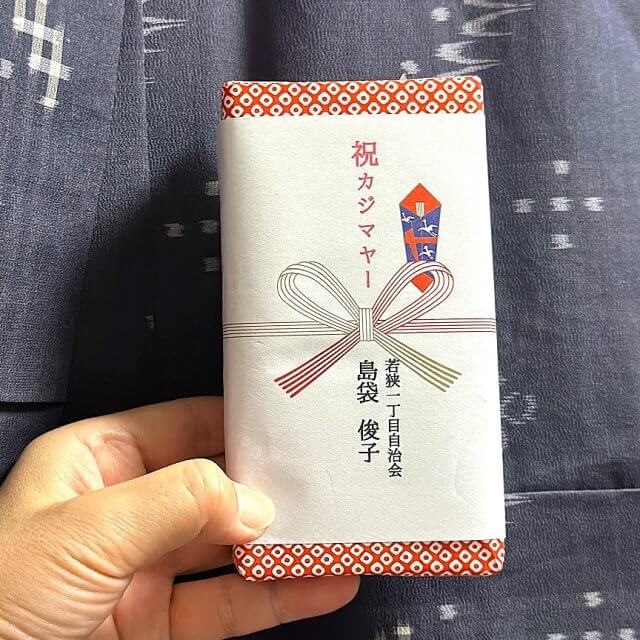 祝カジマヤー
若狭一丁目自治会
島袋 俊子